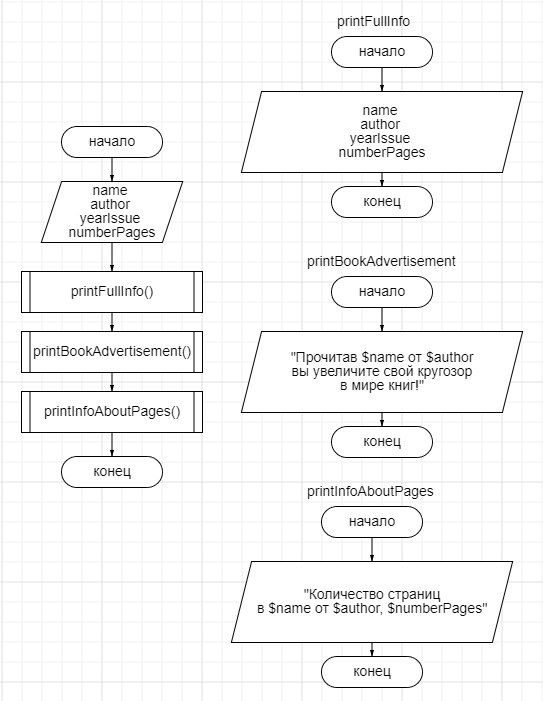 начало
name
author
yearIssue
numberPages
printFullInfo()
printBookAdvertisement()
printInfoAboutPages()
конец
printFullInfo
начало
name
author
yearIssue
numberPages
конец
printBookAdvertisement
начало
"Прочитав $name от $author
вы увеличите свой кругозор
в мире книг!"
конец
printInfoAboutPages
начало
"Количество страниц
в $name от $author, $numberPages"
конец